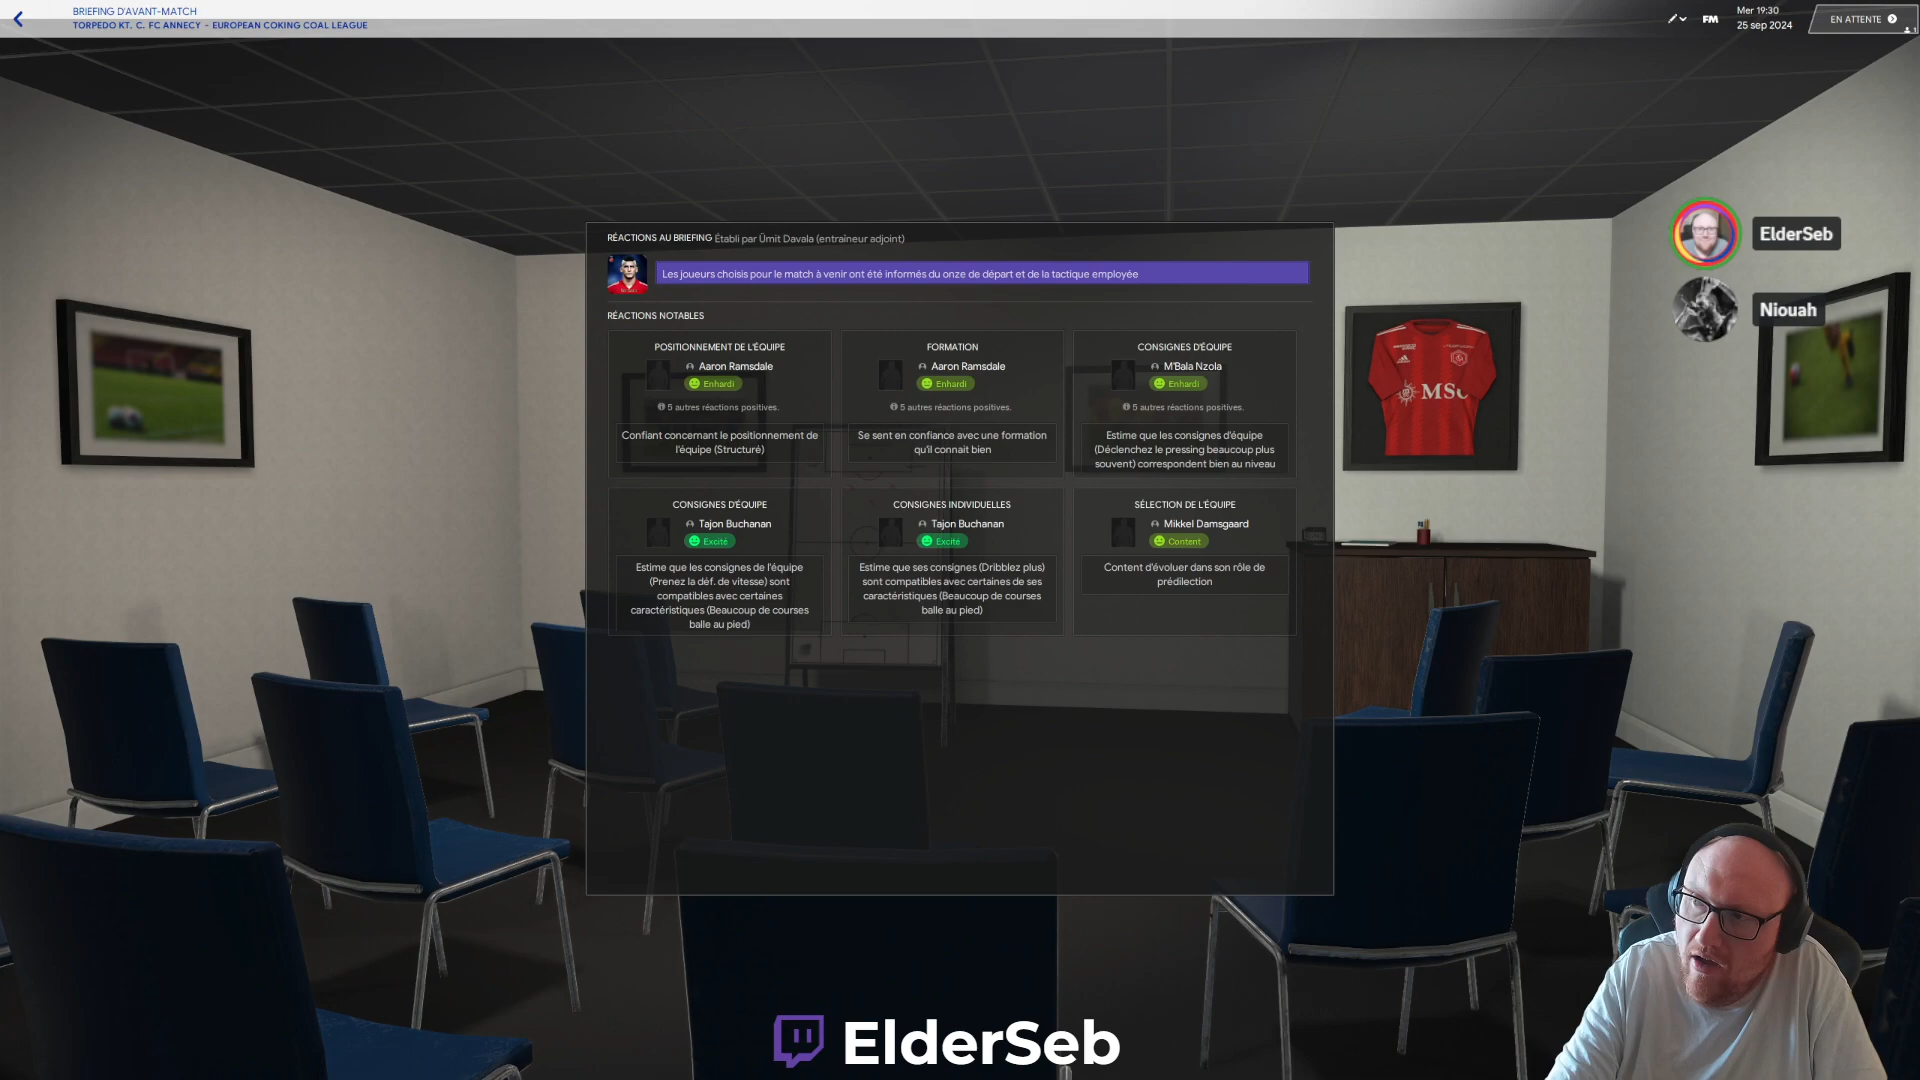 BRIEFING D'AVANT-MATCH
TORPEDO KT. C. FC ANNECY - EUROPEAN COKING COAL LEAGUE
FM
Mer 19:30
25 sep 2024
EN ATTENTE
1
RÉACTIONS AU BRIEFING Établi par Ümit Davala (entraîneur adjoint)
Les joueurs choisis pour le match à venir ont été informés du onze de départ et de la tactique employée
RÉACTIONS NOTABLES
POSITIONNEMENT DE L'ÉQUIPE
Aaron Ramsdale
Enhardi
5 autres réactions positives.
Confiant concernant le positionnement de
l'équipe (Structuré)
FORMATION
Aaron Ramsdale
Enhardi
5 autres réactions positives.
Se sent en confiance avec une formation
qu'il connait bien
CONSIGNES D'ÉQUIPE
M'Bala Nzola
Enhardi
5 autres réactions positives.
Estime que les consignes d'équipe
(Déclenchez le pressing beaucoup plus
souvent) correspondent bien au niveau
CONSIGNES D'ÉQUIPE
Tajon Buchanan
Excité
Estime que les consignes de l'équipe
(Prenez la déf. de vitesse) sont
compatibles avec certaines
caractéristiques (Beaucoup de courses
balle au pied)
CONSIGNES INDIVIDUELLES
Tajon Buchanan
Excité
Estime que ses consignes (Dribblez plus)
sont compatibles avec certaines de ses
caractéristiques (Beaucoup de courses
balle au pied)
SÉLECTION DE L'ÉQUIPE
Mikkel Damsgaard
Content
Content d'évoluer dans son rôle de
prédilection
MSC
ElderSeb
Niouah
ElderSeb